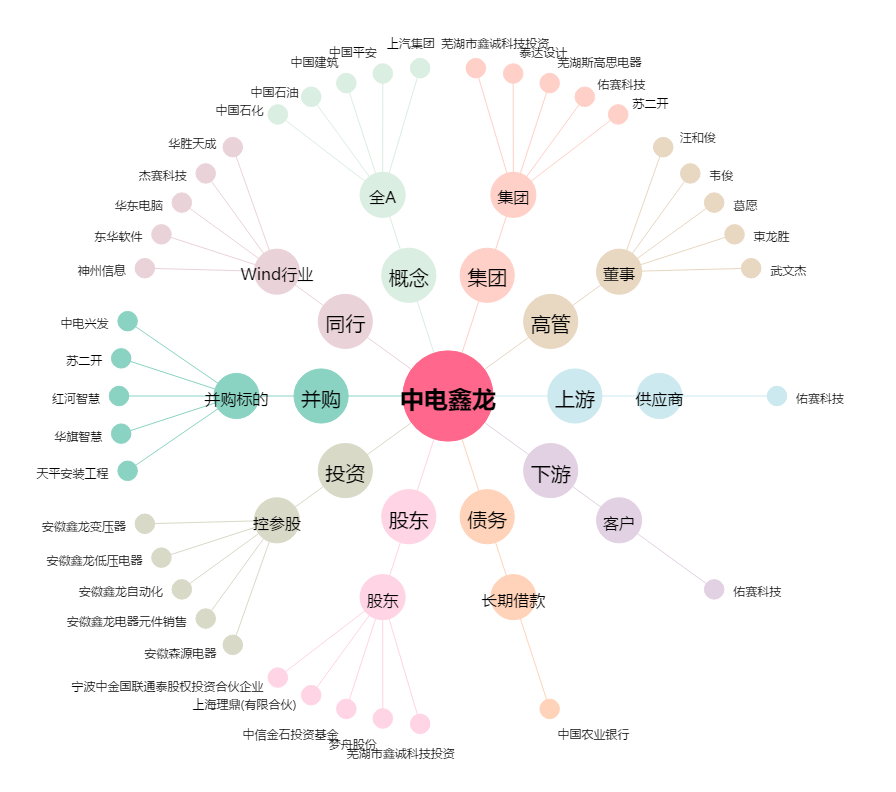 上汽集团
芜湖市鑫诚科技投资
中国平安
泰达设计
中国建筑
芜湖斯高思电器
中国石油
佑赛科技
中国石化
苏二开
华胜天成
汪和俊
杰赛科技
韦俊
全A
集团
华东电脑
葛愿
东华软件
束龙胜
神州信息
Wind行业
概念
集团
董事
武文杰
同行
高管
中电兴发
苏二开
红河智慧
并购标的
并购
中电鑫龙
上游
供应商
佑赛科技
华旗智慧
天平安装工程
投资
下游
安徽鑫龙变压器
控参股
股东
债务
客户
安徽鑫龙低压电器
安徽鑫龙自动化
佑赛科技
股东
长期借款
安徽鑫龙电器元件销售
安徽森源电器
宁波中金国联通泰股权投资合伙企业
上海理鼎(有限合伙)
中信金石投资基金
中国农业银行
梦舟股份
芜湖市鑫诚科技投资